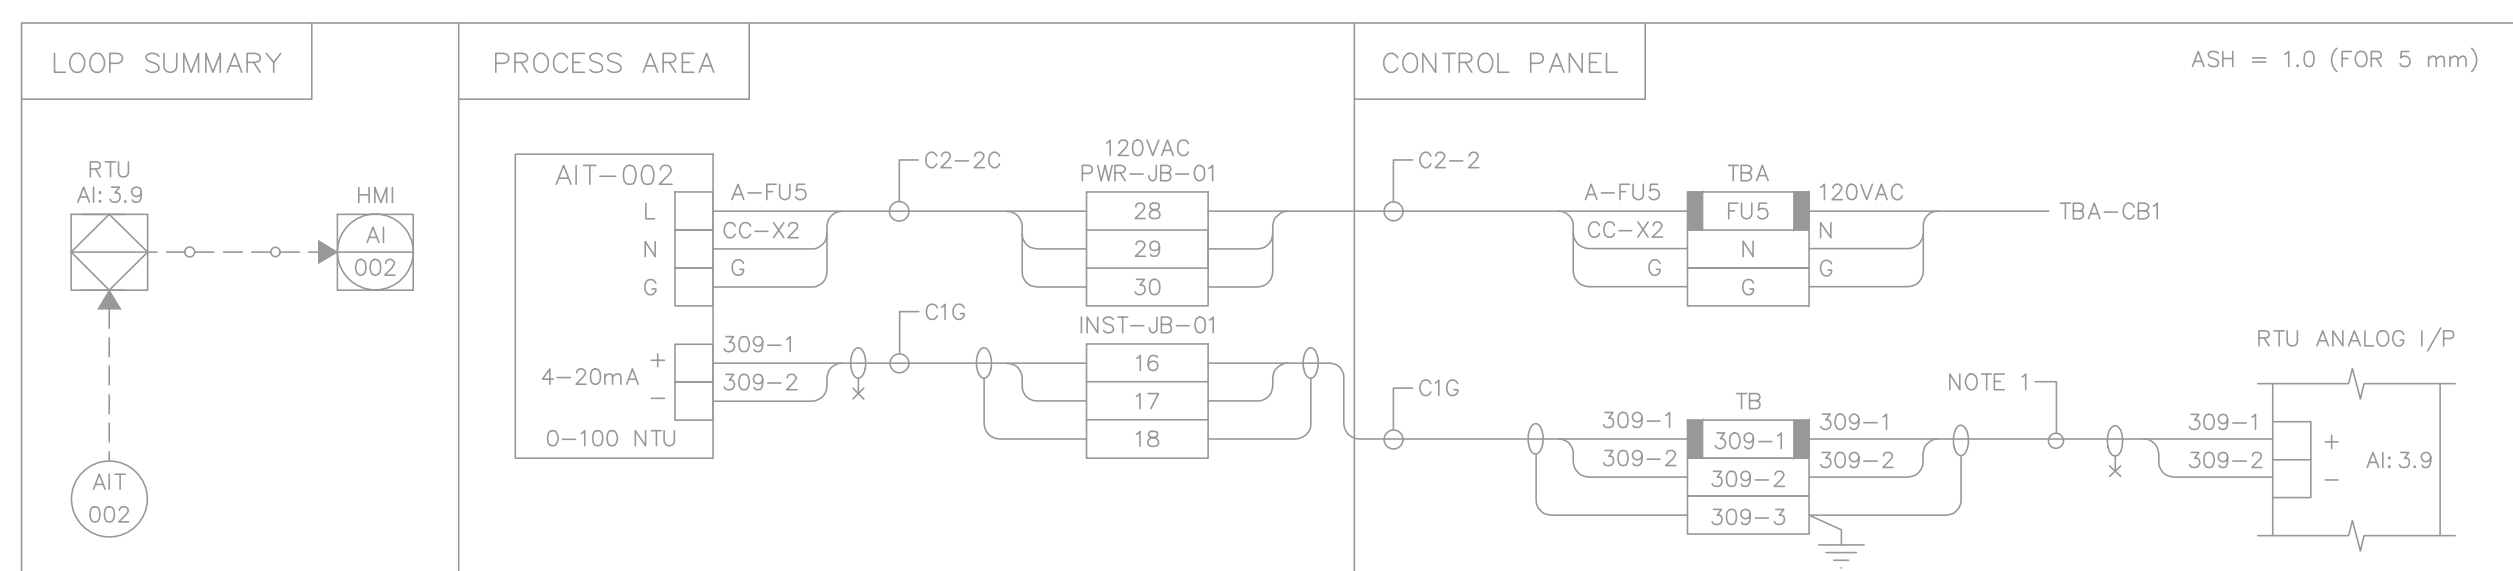 LOOP SUMMARY
PROCESS AREA
CONTROL PANEL
ASH = 1.0 (FOR 5 mm)
RTU
AI:3.9
HMI
AI
002
AIT
002
AIT-002
L
N
G
A-FU5
CC-X2
G
C2-2C
120VAC
PWR-JB-01
28
29
30
+
4-20mA
-
0-100 NTU
309-1
309-2
C1G
INST-JB-01
16
17
18
C2-2
A-FU5
CC-X2
G
TBA
FU5
N
G
120VAC
N
G
TBA-CB1
C1G
309-1
309-2
TB
309-1
309-2
309-3
309-1
309-2
NOTE 1
RTU ANALOG I/P
309-1
309-2
+
-
AI:3.9